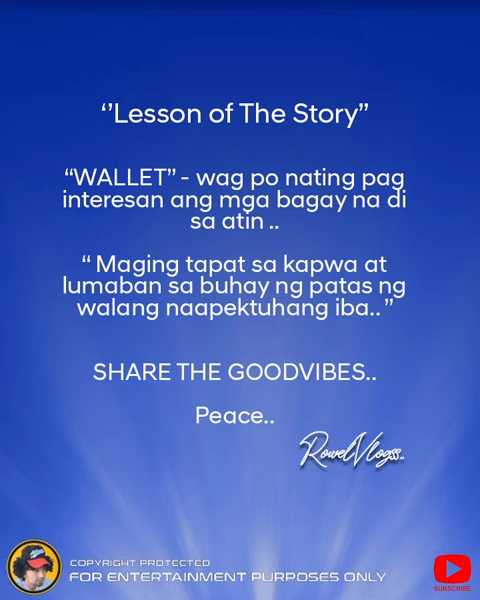 ‘’Lesson of The Story”
“WALLET” - wag po nating pag
interesan ang mga bagay na di
sa atin ..
“ Maging tapat sa kapwa at
lumaban sa buhay ng patas ng
walang naapektuhang iba.. ”
SHARE THE GOODVIBES..
Peace..
RowelVlogss..
COPYRIGHT PROTECTED
FOR ENTERTAINMENT PURPOSES ONLY
SUBSCRIBE